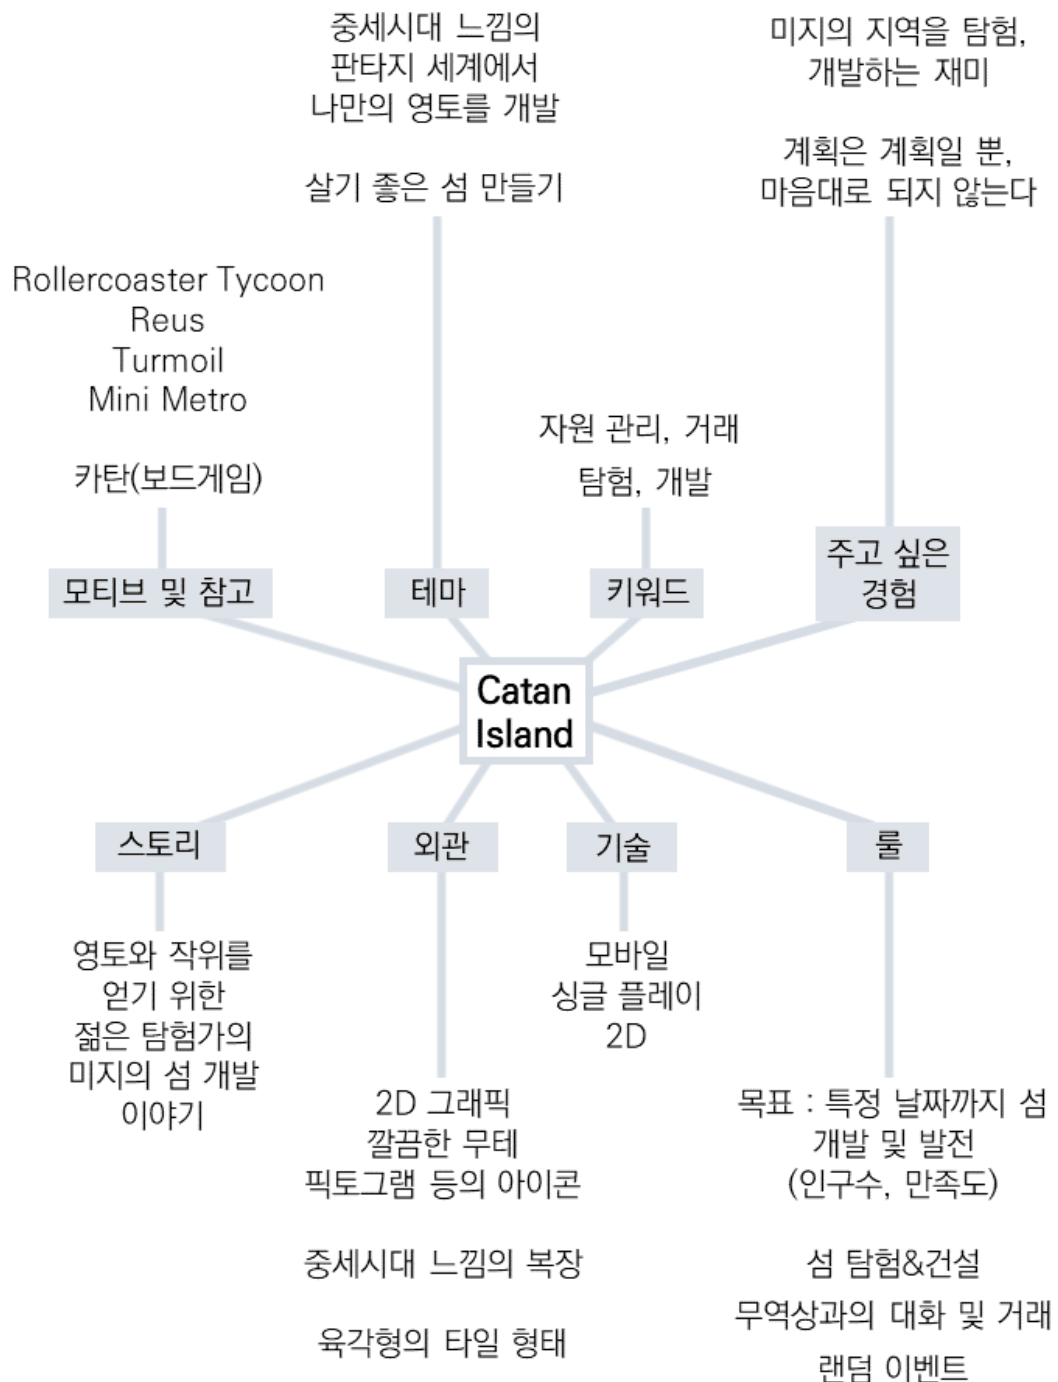 중세시대 느낌의
판타지 세계에서
나만의 영토를 개발
살기 좋은 섬 만들기
미지의 지역을 탐험,
개발하는 재미
계획은 계획일 뿐,
마음대로 되지 않는다
Rollercoaster Tycoon
Reus
Turmoil
Mini Metro
카탄(보드게임)
자원 관리, 거래
탐험, 개발
모티브 및 참고
테마
키워드
주고 싶은
경험
Catan
Island
스토리
외관
기술
룰
영토와 작위를
얻기 위한
젊은 탐험가의
미지의 섬 개발
이야기
2D 그래픽
깔끔한 무테
픽토그램 등의 아이콘
중세시대 느낌의 복장
육각형의 타일 형태
모바일
싱글 플레이
2D
목표 : 특정 날짜까지 섬
개발 및 발전
(인구수, 만족도)
섬 탐험&건설
무역상과의 대화 및 거래
랜덤 이벤트